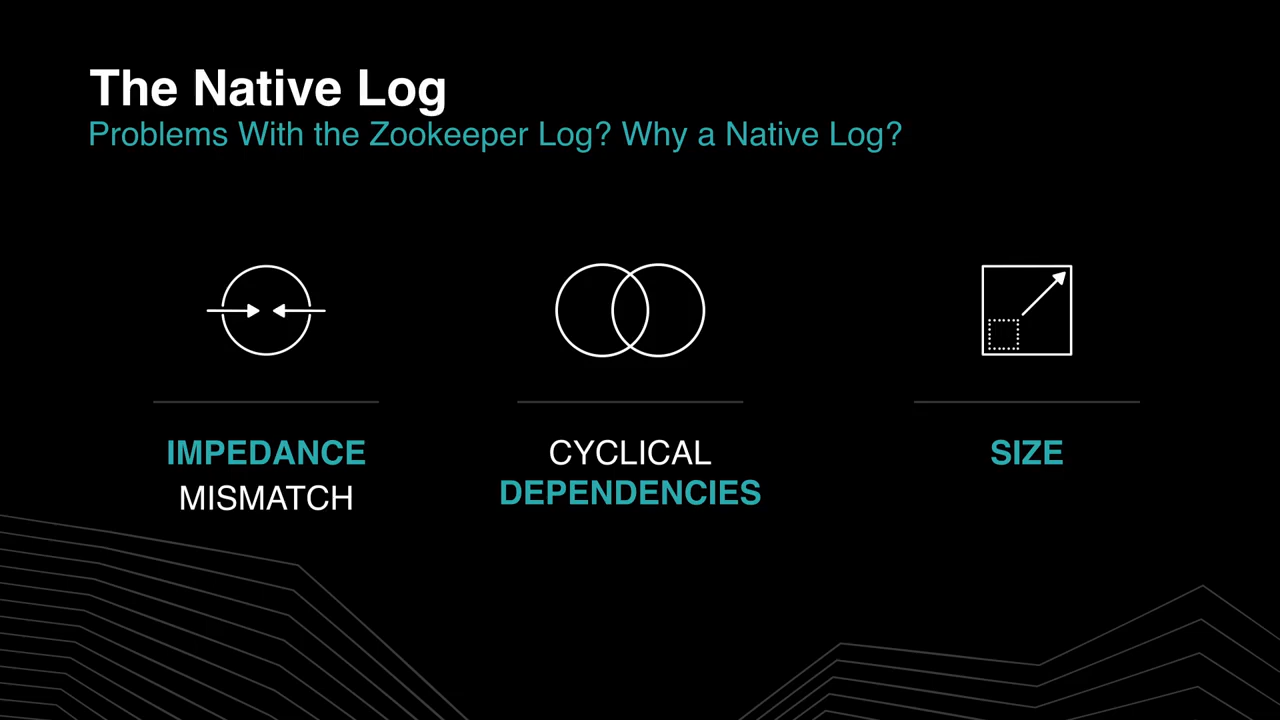 The Native Log
Problems With the Zookeeper Log? Why a Native Log?
IMPEDANCE
MISMATCH
CYCLICAL
DEPENDENCIES
SIZE